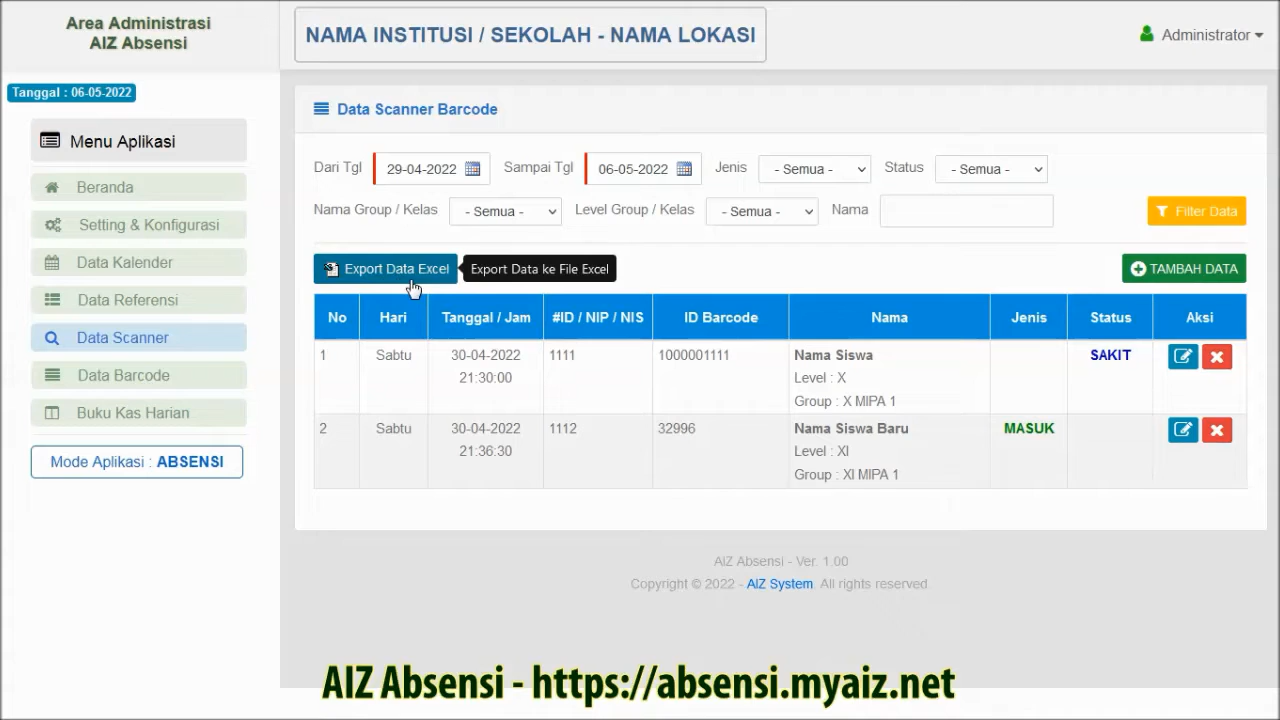 Area Administrasi
AIZ Absensi
NAMA INSTITUSI / SEKOLAH - NAMA LOKASI
Administrator
Tanggal : 06-05-2022
Menu Aplikasi
Beranda
Setting & Konfigurasi
Data Kalender
Data Referensi
Data Scanner
Data Barcode
Buku Kas Harian
Mode Aplikasi : ABSENSI
Data Scanner Barcode
Dari Tgl 29-04-2022 Sampai Tgl 06-05-2022 Jenis - Semua - Status - Semua -
Nama Group / Kelas - Semua - Level Group / Kelas - Semua - Nama Filter Data
Export Data Excel Export Data ke File Excel TAMBAH DATA
No Hari Tanggal / Jam #ID / NIP / NIS ID Barcode Nama Jenis Status Aksi
1 Sabtu 30-04-2022 1111 1000001111 Nama Siswa SAKIT
21:30:00 Level : X
Group : X MIPA 1
2 Sabtu 30-04-2022 1112 32996 Nama Siswa Baru MASUK
21:36:30 Level : XI
Group : XI MIPA 1
AIZ Absensi - Ver. 1.00
Copyright © 2022 - AIZ System. All rights reserved.
AIZ Absensi - https://absensi.myaiz.net